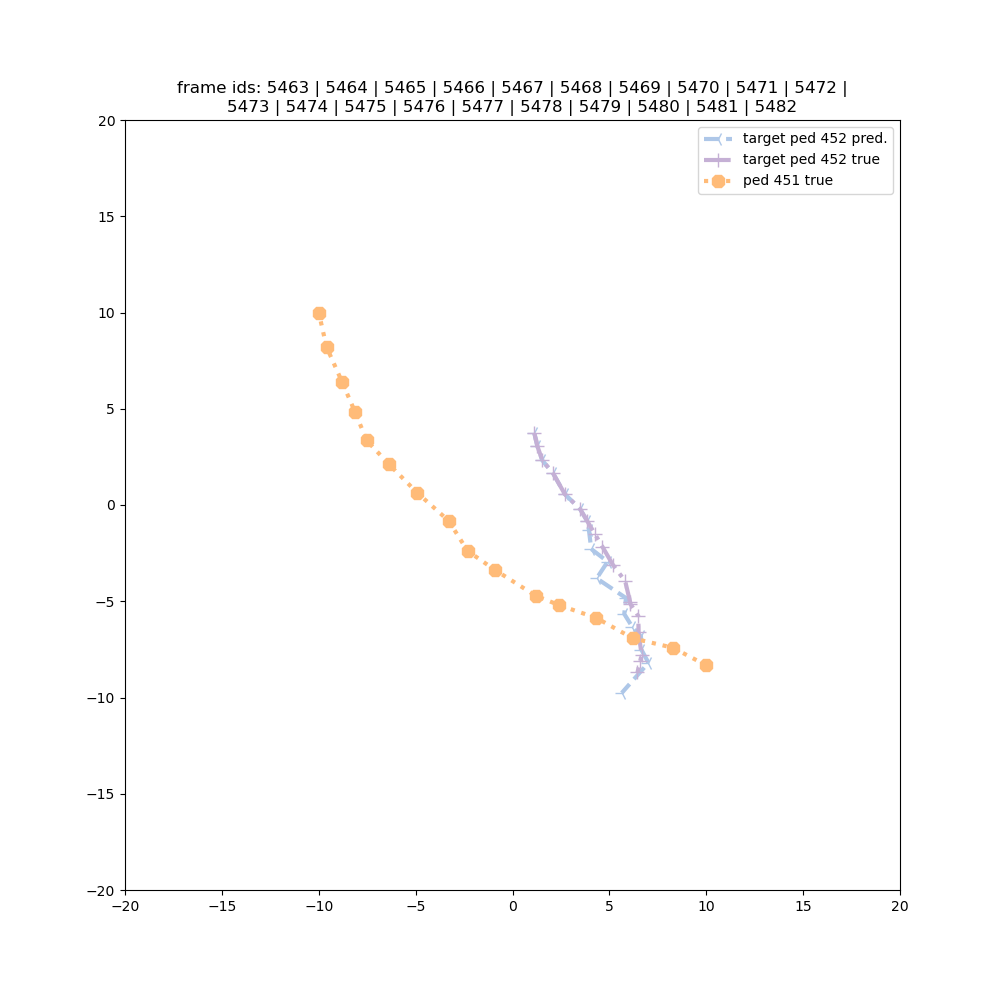 frame ids: 5463 | 5464 | 5465 | 5466 | 5467 | 5468 | 5469 | 5470 | 5471 | 5472 |
5473 | 5474 | 5475 | 5476 | 5477 | 5478 | 5479 | 5480 | 5481 | 5482
target ped 452 pred.
target ped 452 true
ped 451 true
20
15
10
5
0
−5
−10
−15
−20
−20 −15 −10 −5 0 5 10 15 20